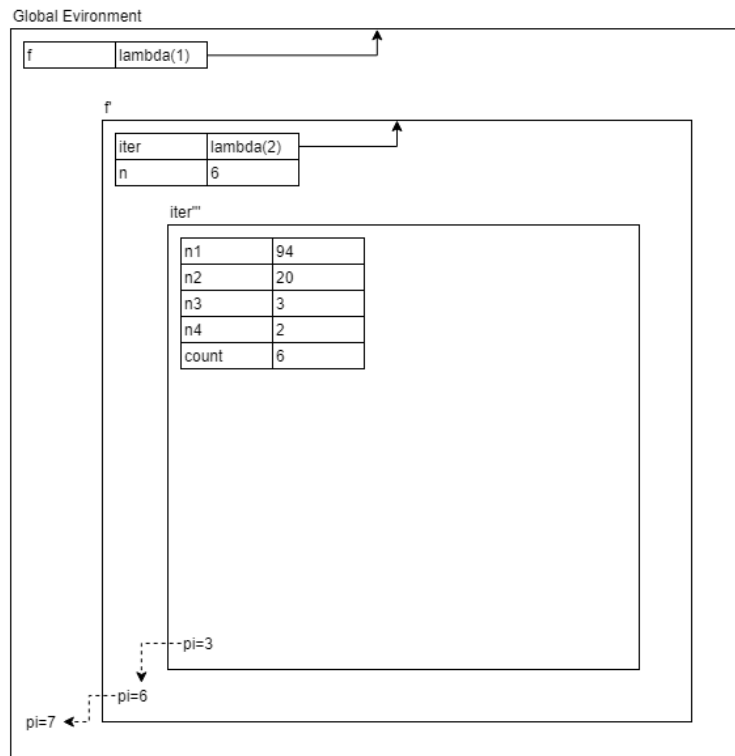 Global Evironment
f lambda(1)
f'
iter lambda(2)
n 6
iter'''
n1 94
n2 20
n3 3
n4 2
count 6
pi=3
pi=6
pi=7